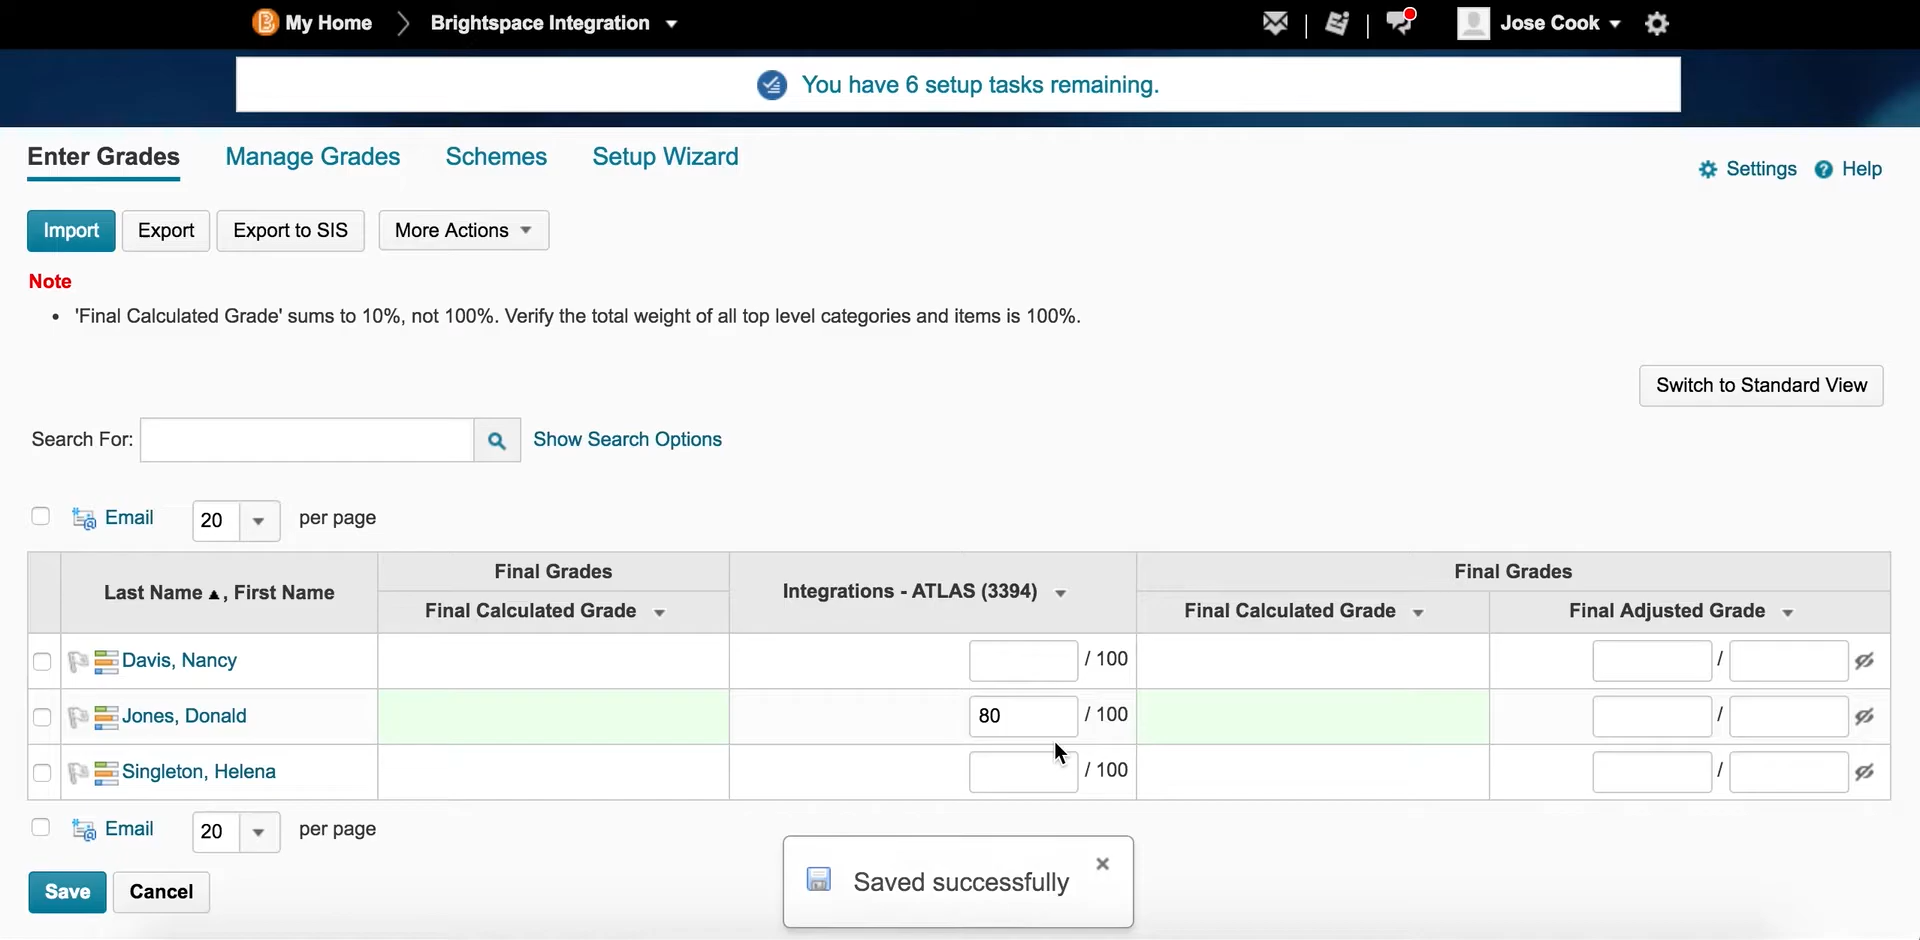 My Home Brightspace Integration Jose Cook
You have 6 setup tasks remaining.
Enter Grades Manage Grades Schemes Setup Wizard
Settings Help
Import Export Export to SIS More Actions
Note
• 'Final Calculated Grade' sums to 10%, not 100%. Verify the total weight of all top level categories and items is 100%.
Switch to Standard View
Search For: Show Search Options
Email 20 per page
Final Grades Final Grades
Last Name ▲, First Name Integrations - ATLAS (3394)
Final Calculated Grade Final Calculated Grade Final Adjusted Grade
Davis, Nancy / 100 /
Jones, Donald 80 / 100 /
Singleton, Helena / 100 /
Email 20 per page
Saved successfully
Save Cancel